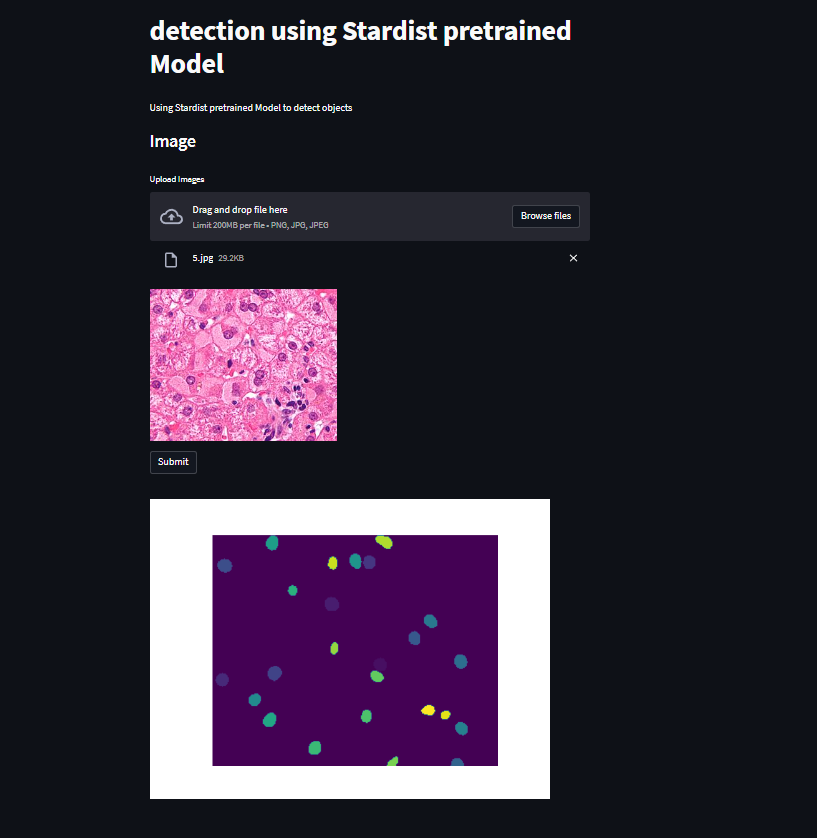 detection using Stardist pretrained
Model
Using Stardist pretrained Model to detect objects
Image
Upload Images
Drag and drop file here
Limit 200MB per file • PNG, JPG, JPEG
Browse files
5.jpg 29.2KB
Submit